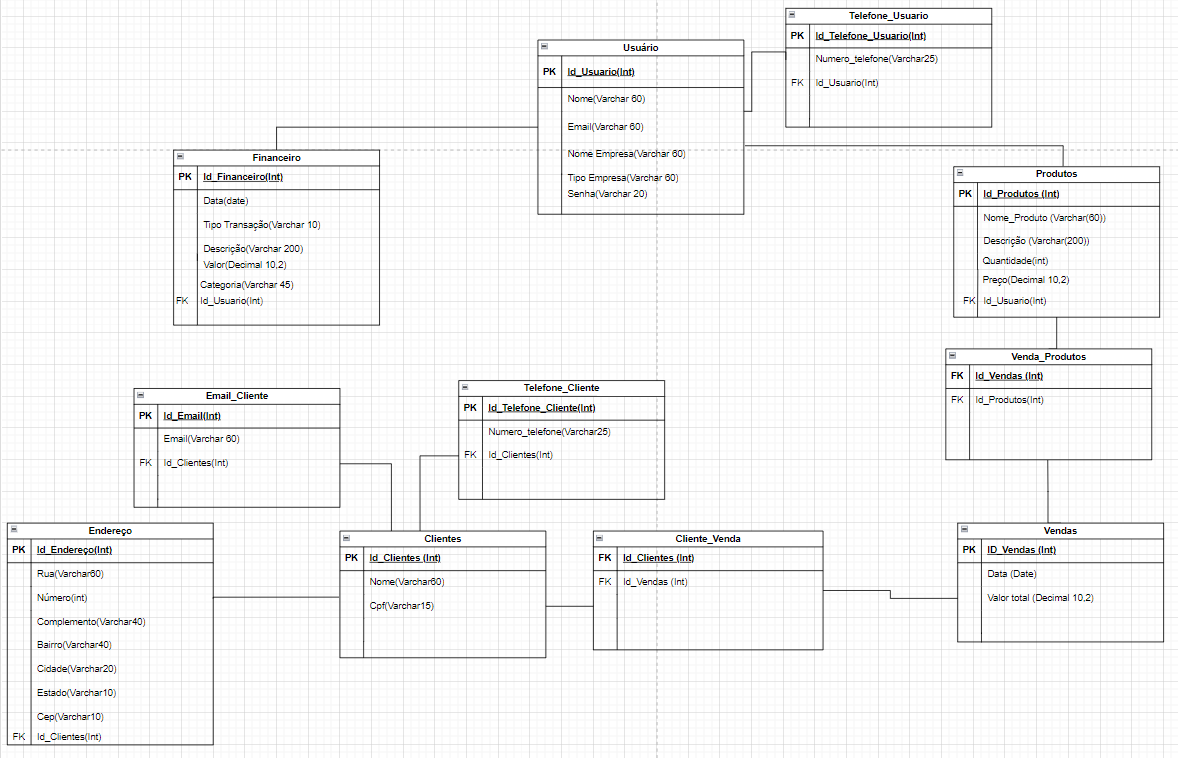 Telefone_Usuario
PK Id_Telefone_Usuario(Int)
Numero_telefone(Varchar25)
FK Id_Usuario(Int)
Usuário
PK Id_Usuario(Int)
Nome(Varchar 60)
Email(Varchar 60)
Nome Empresa(Varchar 60)
Tipo Empresa(Varchar 60)
Senha(Varchar 20)
Financeiro
PK Id_Financeiro(Int)
Data(date)
Tipo Transação(Varchar 10)
Descrição(Varchar 200)
Valor(Decimal 10,2)
Categoria(Varchar 45)
FK Id_Usuario(Int)
Produtos
PK Id_Produtos (Int)
Nome_Produto (Varchar(60))
Descrição (Varchar(200))
Quantidade(int)
Preço(Decimal 10,2)
FK Id_Usuario(Int)
Venda_Produtos
FK Id_Vendas (Int)
FK Id_Produtos(Int)
Email_Cliente
PK Id_Email(Int)
Email(Varchar 60)
FK Id_Clientes(Int)
Telefone_Cliente
PK Id_Telefone_Cliente(Int)
Numero_telefone(Varchar25)
FK Id_Clientes(Int)
Endereço
PK Id_Endereço(Int)
Rua(Varchar60)
Número(int)
Complemento(Varchar40)
Bairro(Varchar40)
Cidade(Varchar20)
Estado(Varchar10)
Cep(Varchar10)
FK Id_Clientes(Int)
Clientes
PK Id_Clientes (Int)
Nome(Varchar60)
Cpf(Varchar15)
Cliente_Venda
FK Id_Clientes (Int)
FK Id_Vendas (Int)
Vendas
PK ID_Vendas (Int)
Data (Date)
Valor total (Decimal 10,2)